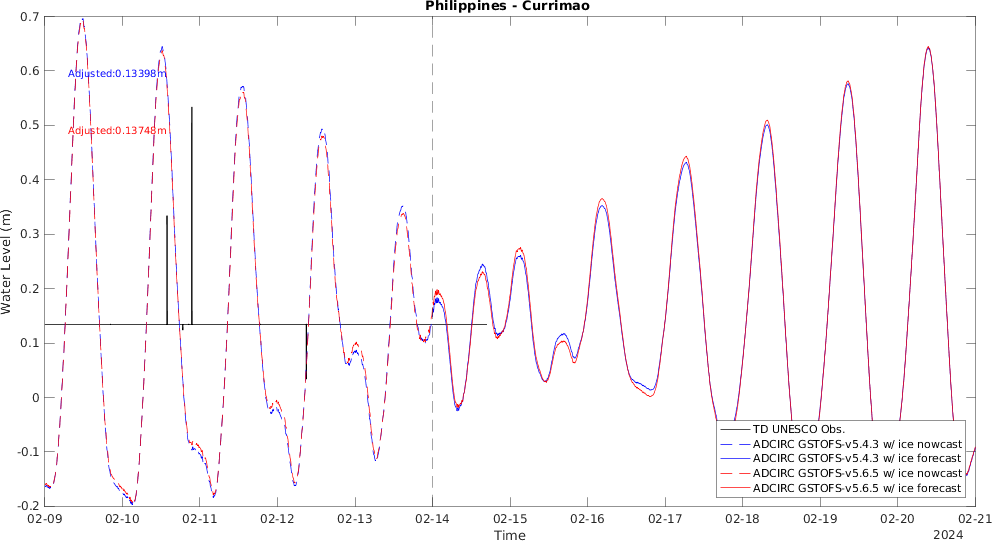 Philippines - Currimao
Water Level (m)
0.7
0.6
0.5
0.4
0.3
0.2
0.1
0
-0.1
-0.2
Adjusted:0.13398m
Adjusted:0.13748m
TD UNESCO Obs.
ADCIRC GSTOFS-v5.4.3 w/ ice nowcast
ADCIRC GSTOFS-v5.4.3 w/ ice forecast
ADCIRC GSTOFS-v5.6.5 w/ ice nowcast
ADCIRC GSTOFS-v5.6.5 w/ ice forecast
02-09 02-10 02-11 02-12 02-13 02-14 02-15 02-16 02-17 02-18 02-19 02-20 02-21
Time
2024